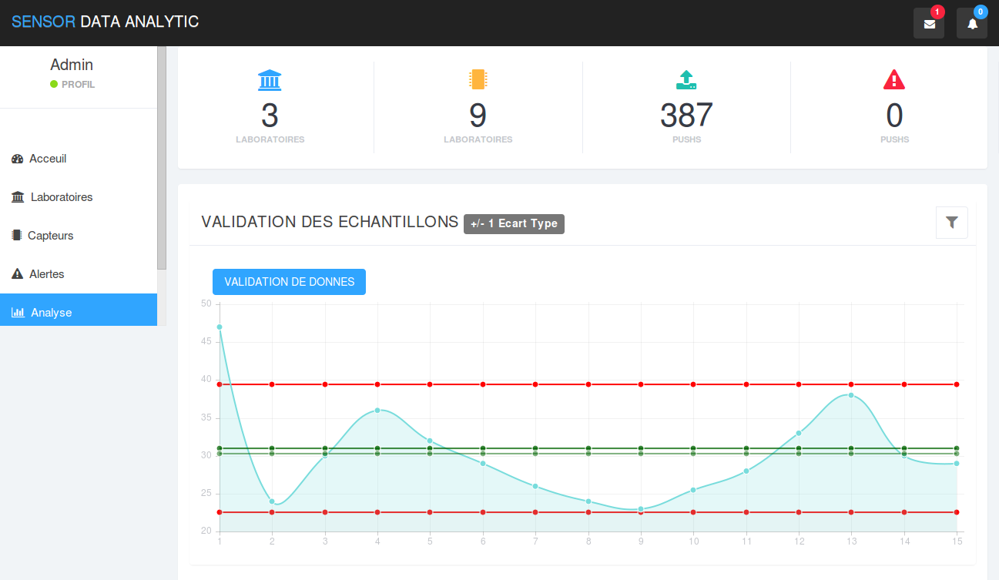 SENSOR DATA ANALYTIC
1
0
Admin
PROFIL
Acceuil
Laboratoires
Capteurs
Alertes
Analyse
3
LABORATOIRES
9
LABORATOIRES
387
PUSHS
0
PUSHS
VALIDATION DES ECHANTILLONS +/- 1 Ecart Type
VALIDATION DE DONNES
50
45
40
35
30
25
20
1 2 3 4 5 6 7 8 9 10 11 12 13 14 15